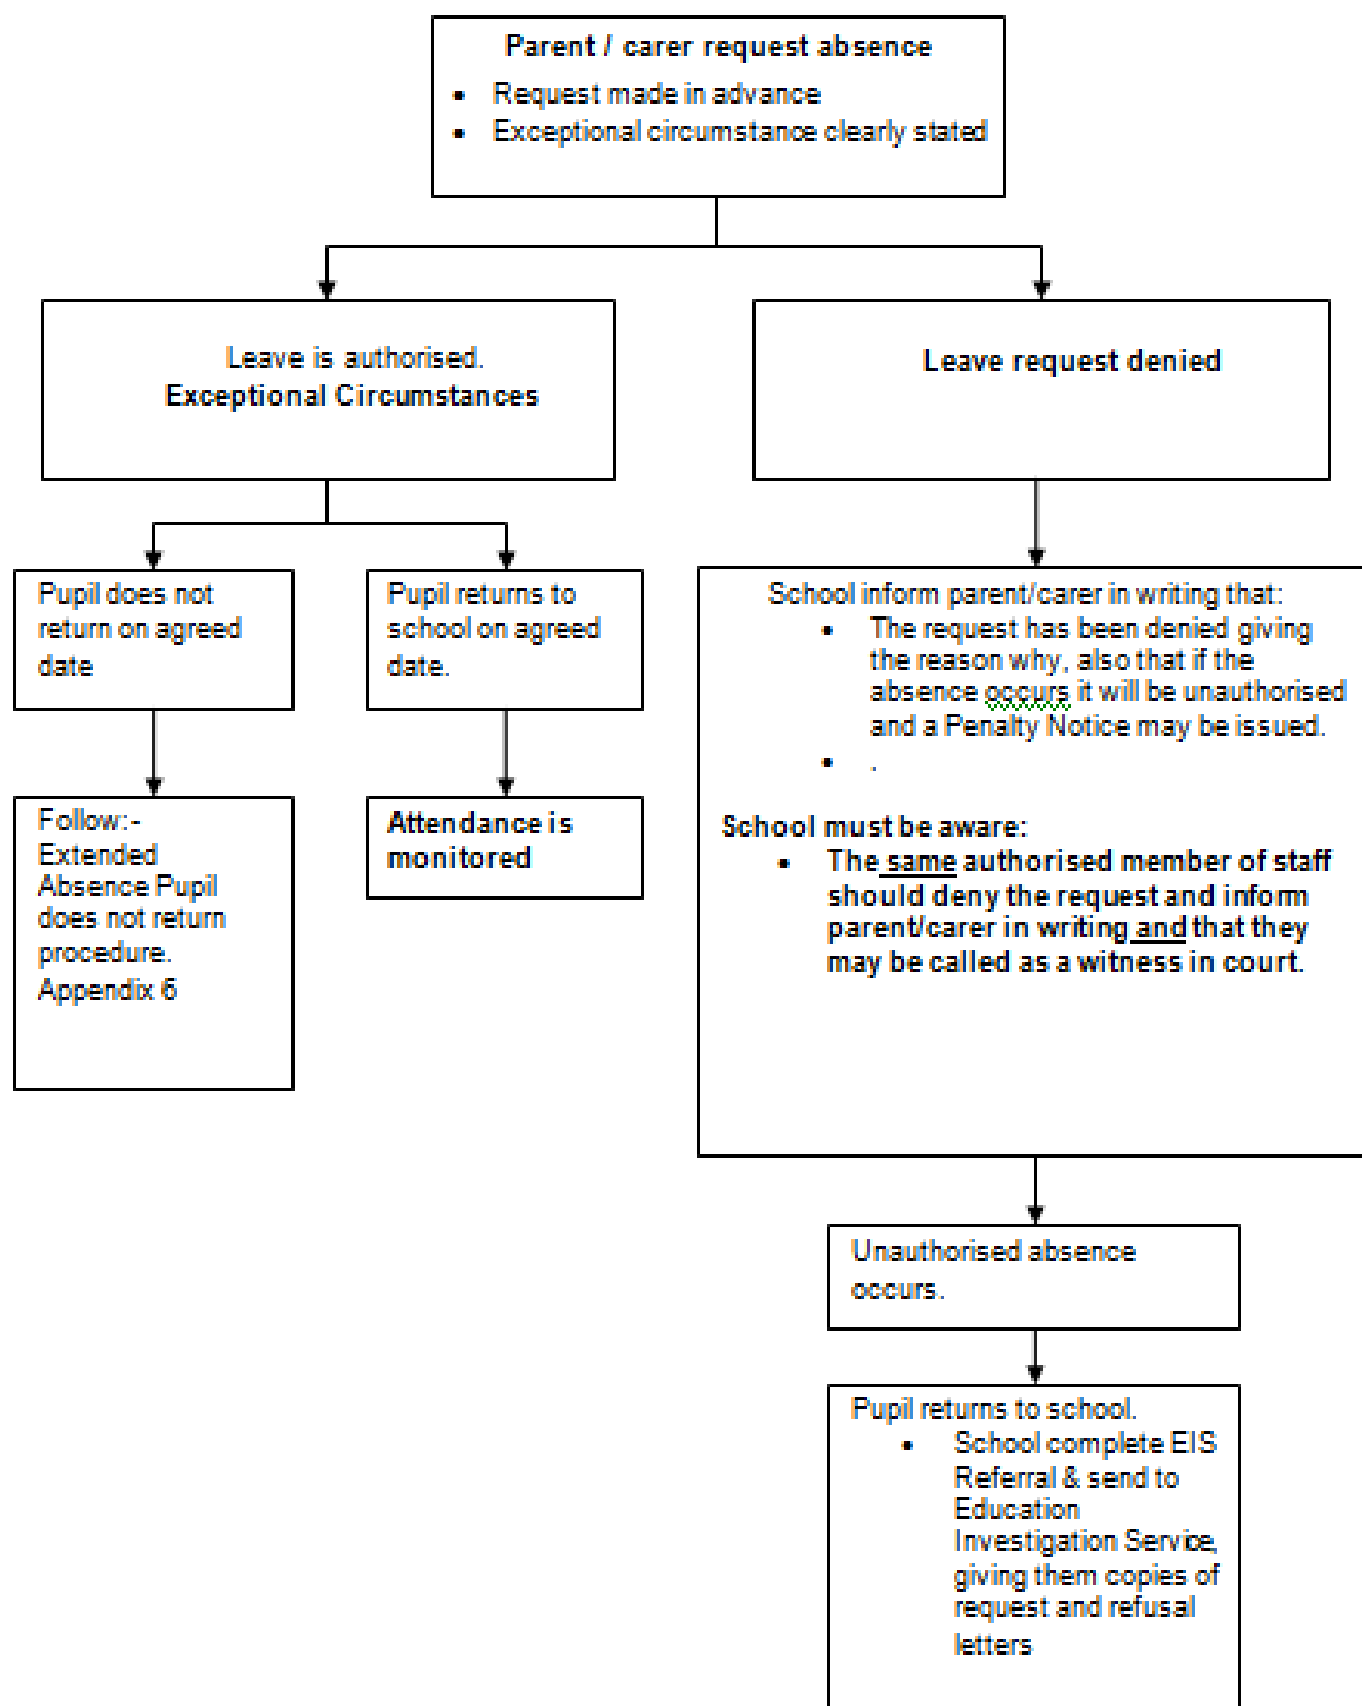 Parent / carer request absence
• Request made in advance
• Exceptional circumstance clearly stated
Leave is authorised.
Exceptional Circumstances
Leave request denied
Pupil does not
return on agreed
date
Pupil returns to
school on agreed
date.
School inform parent/carer in writing that:
• The request has been denied giving
the reason why, also that if the
absence occurs it will be unauthorised
and a Penalty Notice may be issued.
• .
School must be aware:
• The same authorised member of staff
should deny the request and inform
parent/carer in writing and that they
may be called as a witness in court.
Follow:-
Extended
Absence Pupil
does not return
procedure.
Appendix 6
Attendance is
monitored
Unauthorised absence
occurs.
Pupil returns to school.
• School complete EIS
Referral & send to
Education
Investigation Service,
giving them copies of
request and refusal
letters